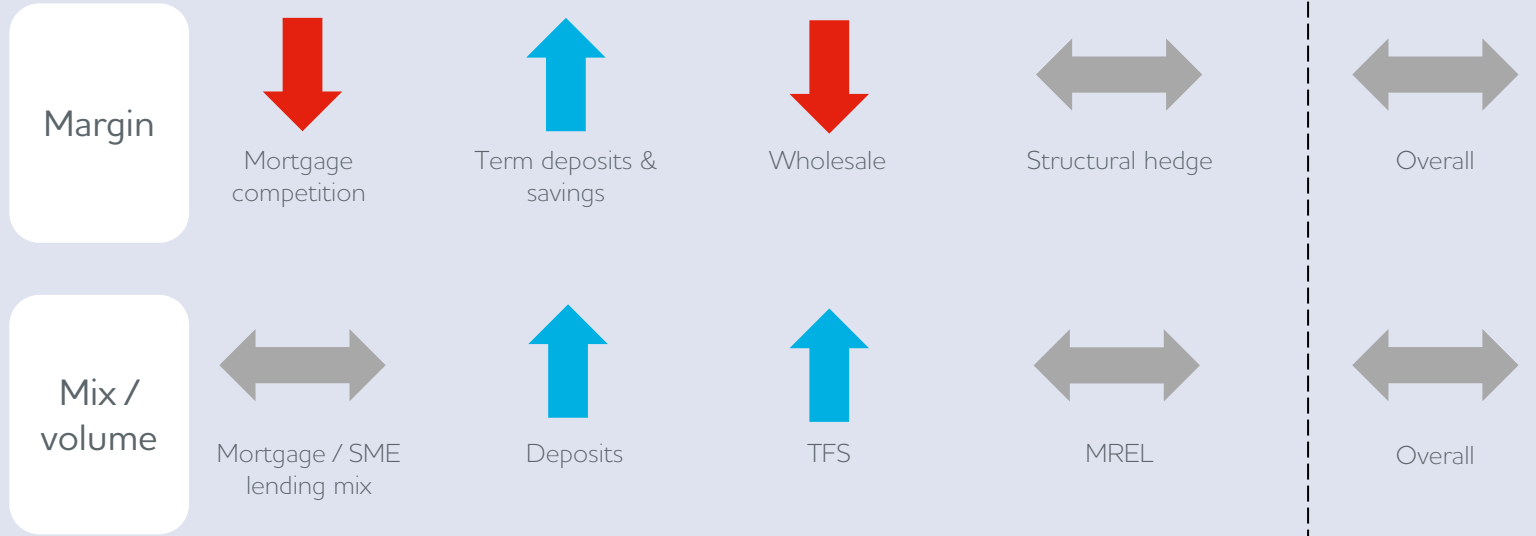 Margin
Mortgage
competition
Term deposits &
savings
Wholesale
Structural hedge
Overall
Mix /
volume
Mortgage / SME
lending mix
Deposits
TFS
MREL
Overall